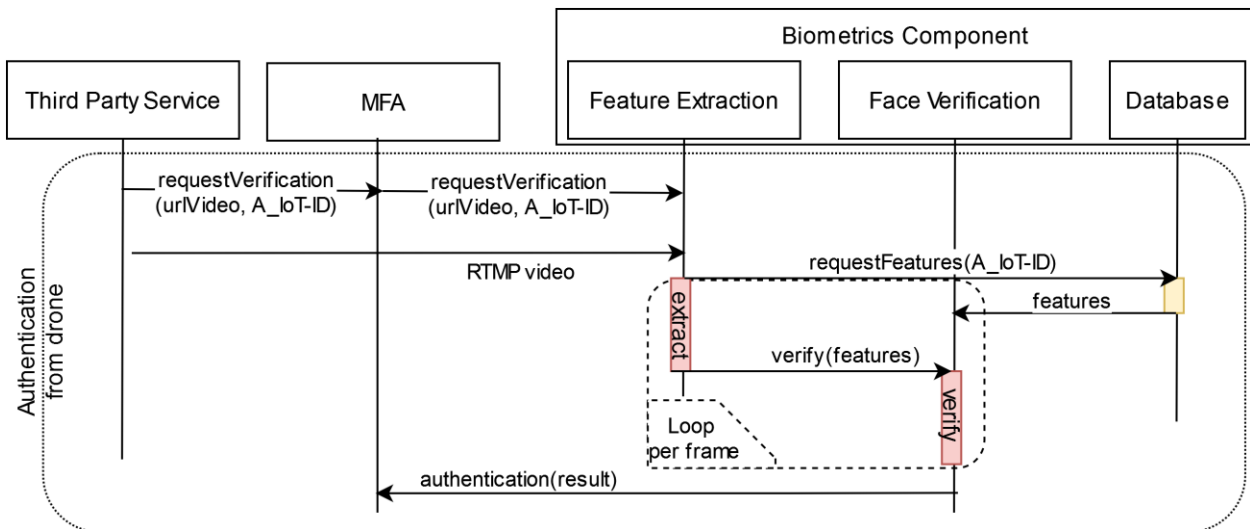 Biometrics Component
Third Party Service
MFA
Feature Extraction
Face Verification
Database
requestVerification
(urlVideo, A_IoT-ID)
requestVerification
(urlVideo, A_IoT-ID)
RTMP video
requestFeatures(A_IoT-ID)
features
extract
verify(features)
verify
Loop
per frame
authentication(result)
Authentication
from drone